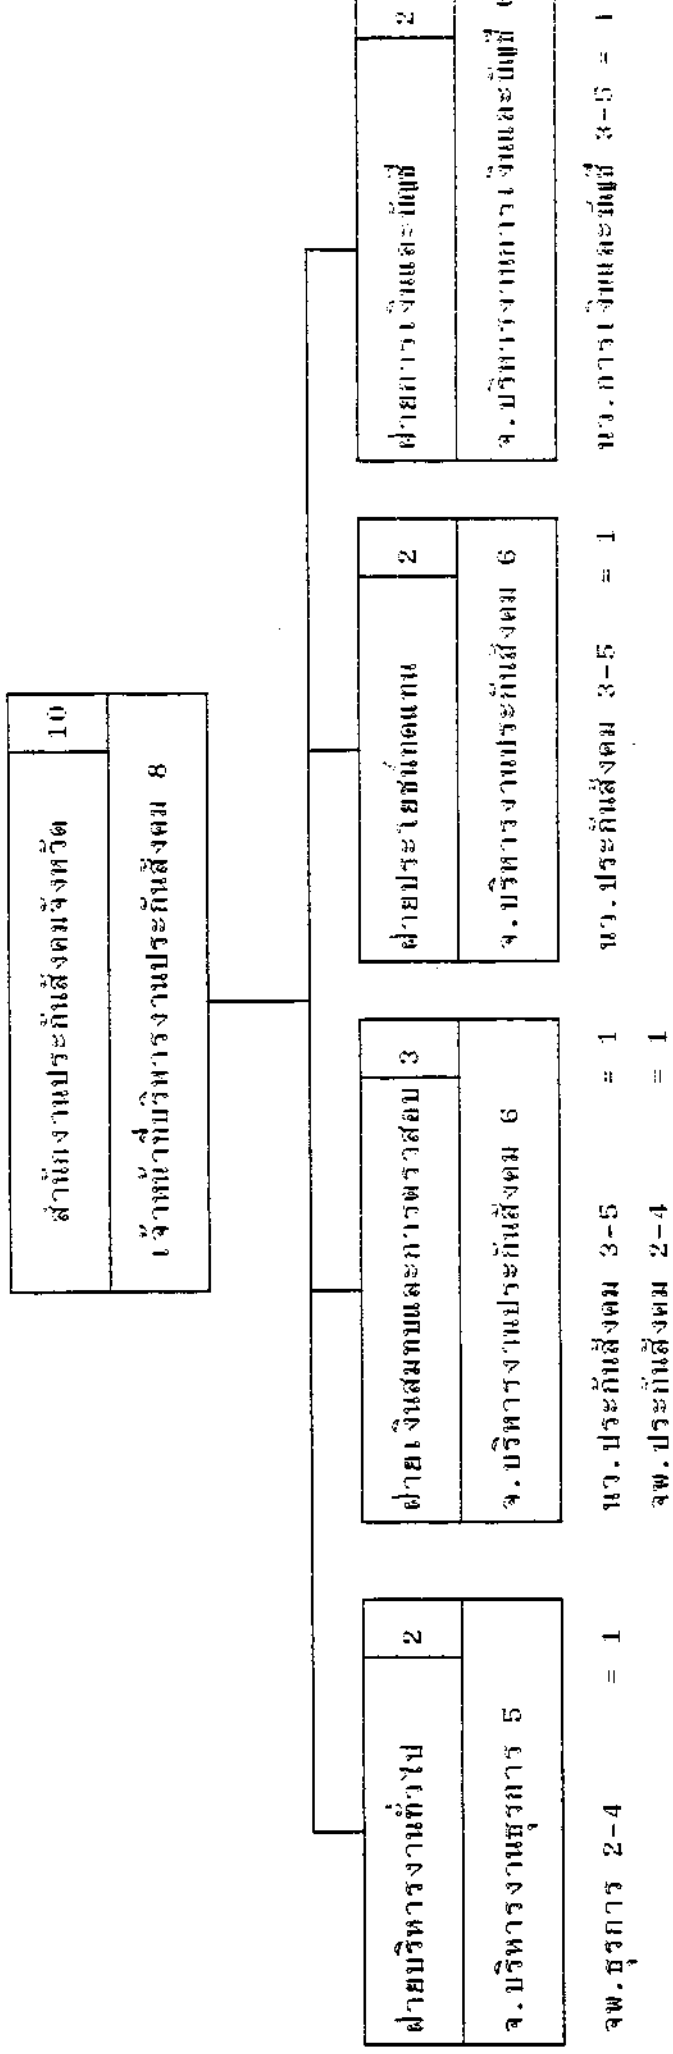 สำนักงานประกันสังคมจังหวัด 10
เจ้าหน้าที่บริหารงานประกันสังคม 8
ฝ่ายบริหารงานทั่วไป 2
จ.บริหารงานธุรการ 5
จพ.ธุรการ 2-4 = 1
ฝ่ายเงินสมทบและการตรวสอบ 3
จ.บริหารงานประกันสังคม 6
นว.ประกันสังคม 3-5 = 1
จพ.ประกันสังคม 2-4 = 1
ฝ่ายประโยชน์ทดแทน 2
จ.บริหารงานประกันสังคม 6
นว.ประกันสังคม 3-5 = 1
ฝ่ายการเงินและบัญชี 2
จ.บริหารงานการเงินและบัญชี
นว.การเงินและบัญชี 3-5 = 1